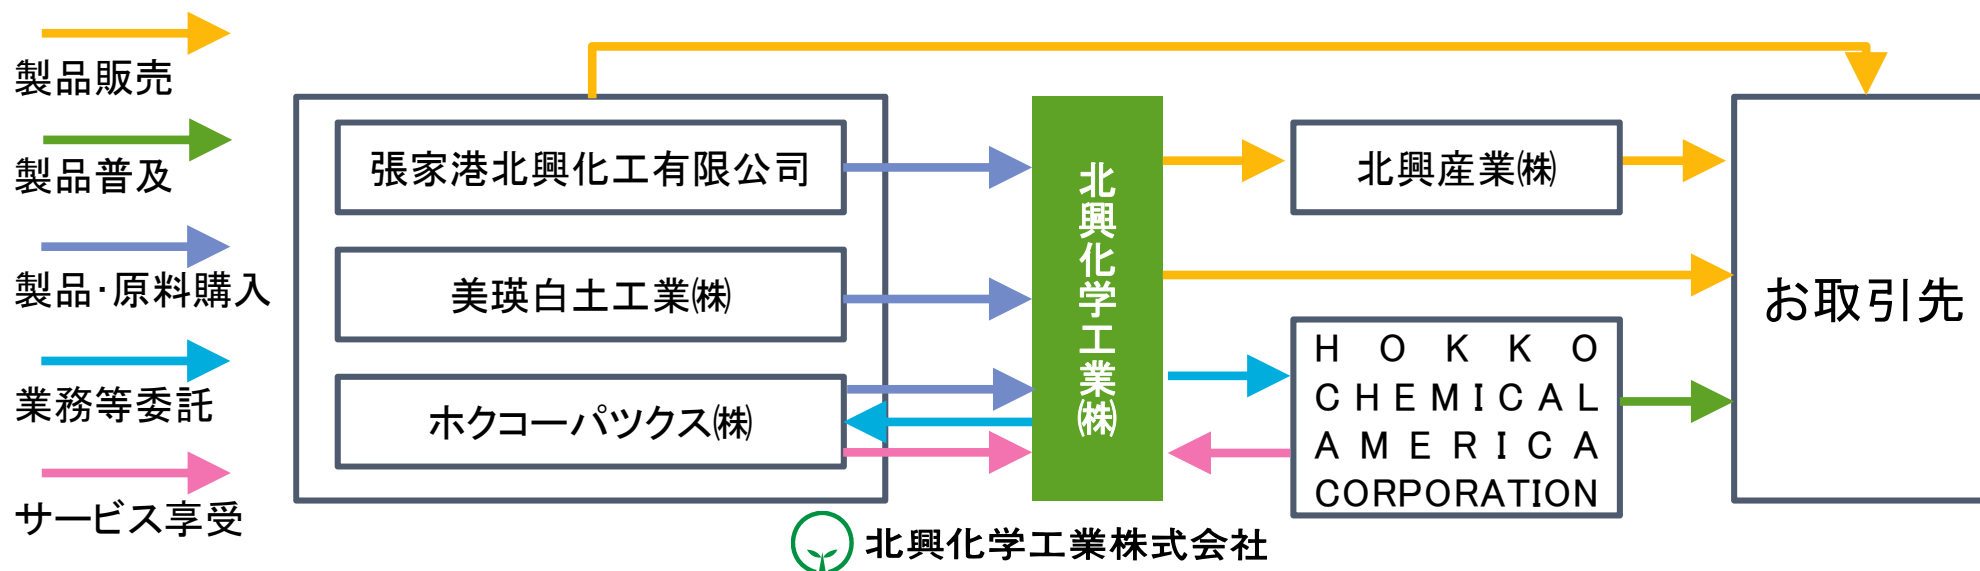 製品販売
製品普及
製品・原料購入
業務等委託
サービス享受
張家港北興化工有限公司
美瑛白土工業㈱
ホクコーパツクス㈱
北興化学工業㈱
北興産業㈱
HOKKO
CHEMICAL
AMERICA
CORPORATION
お取引先
北興化学工業株式会社